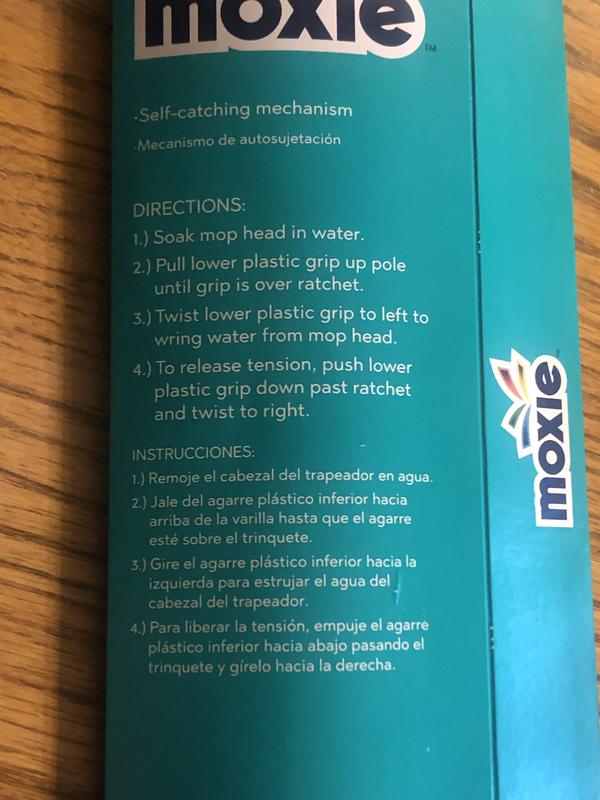 moxie
™
·Self-catching mechanism
·Mecanismo de autosujetación
DIRECTIONS:
1.) Soak mop head in water.
2.) Pull lower plastic grip up pole
until grip is over ratchet.
3.) Twist lower plastic grip to left to
wring water from mop head.
4.) To release tension, push lower
plastic grip down past ratchet
and twist to right.
INSTRUCCIONES:
1.) Remoje el cabezal del trapeador en agua.
2.) Jale del agarre plástico inferior hacia
arriba de la varilla hasta que el agarre
esté sobre el trinquete.
3.) Gire el agarre plástico inferior hacia la
izquierda para estrujar el agua del
cabezal del trapeador.
4.) Para liberar la tensión, empuje el agarre
plástico inferior hacia abajo pasando el
trinquete y gírelo hacia la derecha.
moxie